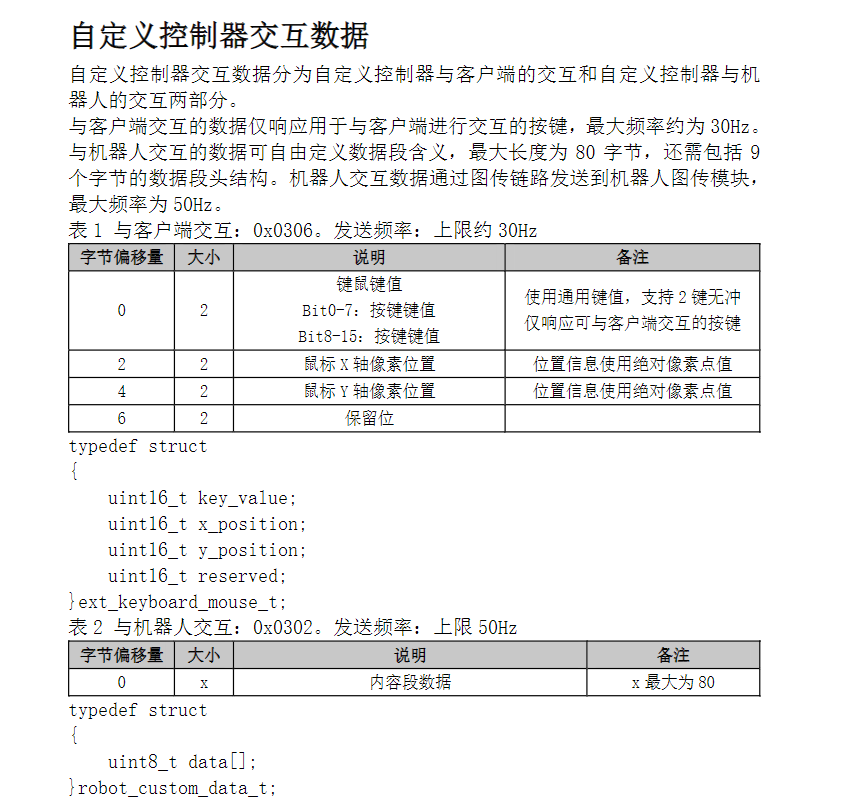 自定义控制器交互数据
自定义控制器交互数据分为自定义控制器与客户端的交互和自定义控制器与机
器人的交互两部分。
与客户端交互的数据仅响应用于与客户端进行交互的按键，最大频率约为 30Hz。
与机器人交互的数据可自由定义数据段含义，最大长度为 80 字节，还需包括 9
个字节的数据段头结构。机器人交互数据通过图传链路发送到机器人图传模块，
最大频率为 50Hz。
表 1 与客户端交互：0x0306。发送频率：上限约 30Hz
字节偏移量 大小 说明 备注
0 2 键鼠键值 Bit0-7：按键键值 Bit8-15：按键键值 使用通用键值，支持 2 键无冲 仅响应可与客户端交互的按键
2 2 鼠标 X 轴像素位置 位置信息使用绝对像素点值
4 2 鼠标 Y 轴像素位置 位置信息使用绝对像素点值
6 2 保留位
typedef struct
{
uint16_t key_value;
uint16_t x_position;
uint16_t y_position;
uint16_t reserved;
}ext_keyboard_mouse_t;
表 2 与机器人交互：0x0302。发送频率：上限 50Hz
字节偏移量 大小 说明 备注
0 x 内容段数据 x 最大为 80
typedef struct
{
uint8_t data[];
}robot_custom_data_t;